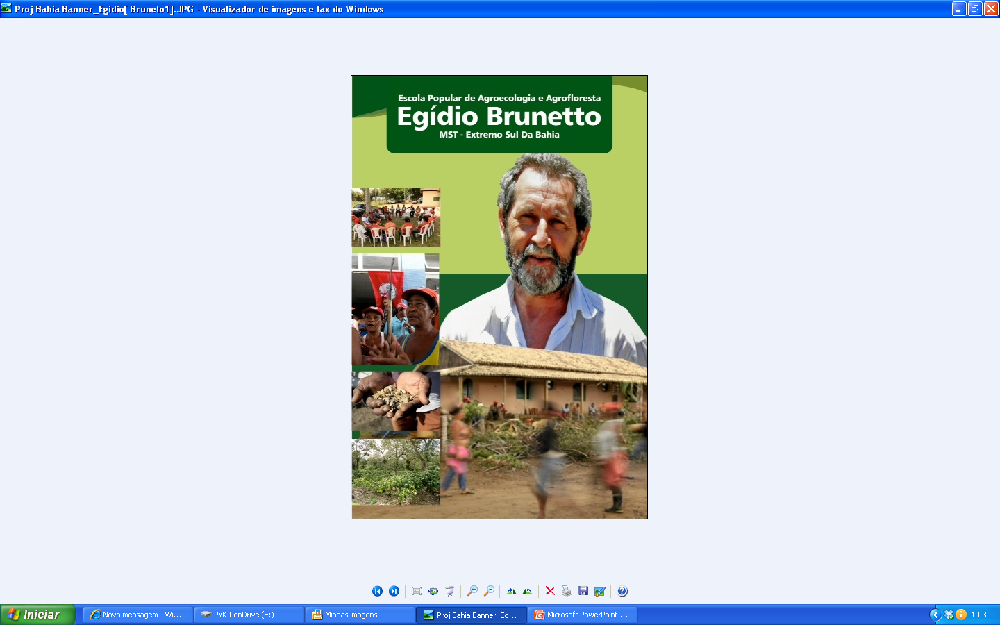 Proj Bahia Banner_Egidio[ Bruneto1].JPG - Visualizador de imagens e fax do Windows
Escola Popular de Agroecologia e Agrofloresta
Egídio Brunetto
MST - Extremo Sul Da Bahia
Iniciar
Nova mensagem - Wi...
PYK-PenDrive (F:)
Minhas imagens
Proj Bahia Banner_Eg...
Microsoft PowerPoint ...
10:30